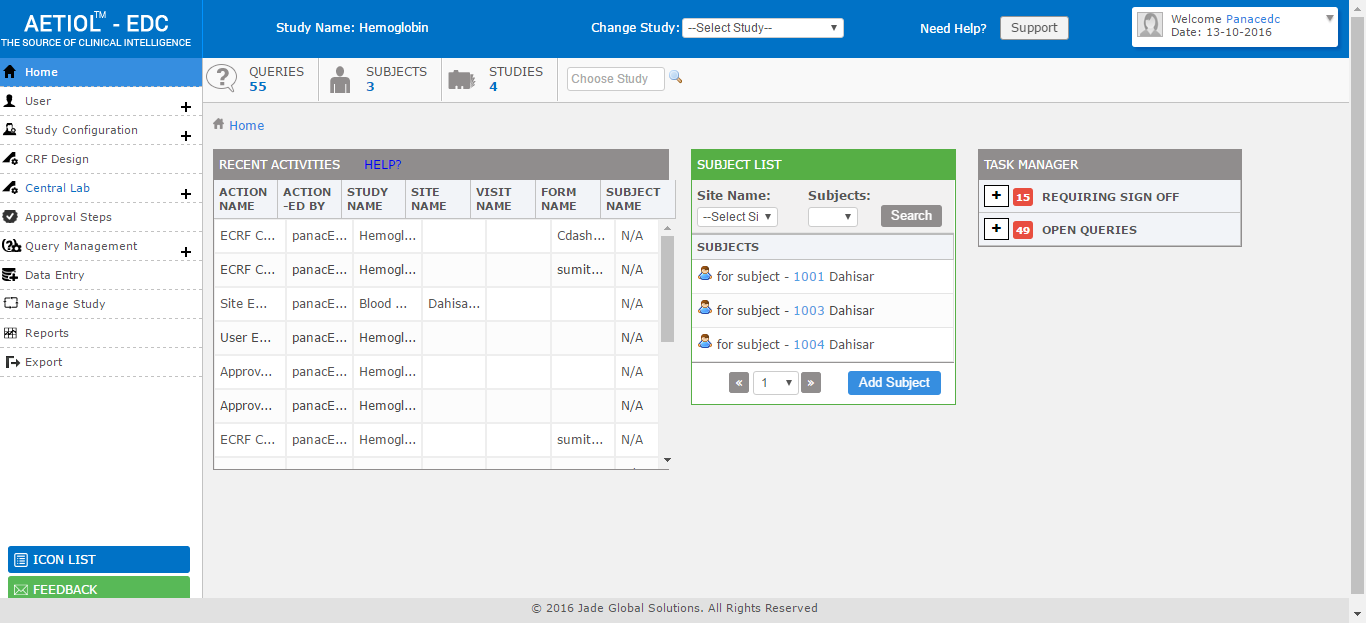 AETIOL™ - EDC
THE SOURCE OF CLINICAL INTELLIGENCE
Study Name: Hemoglobin
Change Study: --Select Study--
Need Help? Support
Welcome Panacedc
Date: 13-10-2016
Home
User
Study Configuration
CRF Design
Central Lab
Approval Steps
Query Management
Data Entry
Manage Study
Reports
Export
ICON LIST
FEEDBACK
QUERIES
55
SUBJECTS
3
STUDIES
4
Choose Study
Home
RECENT ACTIVITIES HELP?
ACTION NAME
ACTION -ED BY
STUDY NAME
SITE NAME
VISIT NAME
FORM NAME
SUBJECT NAME
ECRF C... panacE... Hemogl... Cdash... N/A
ECRF C... panacE... Hemogl... sumit... N/A
Site E... panacE... Blood ... Dahisa... N/A
User E... panacE... Hemogl... N/A
Approv... panacE... Hemogl... N/A
Approv... panacE... Hemogl... N/A
ECRF C... panacE... Hemogl... sumit... N/A
SUBJECT LIST
Site Name: Subjects:
--Select Si Search
SUBJECTS
for subject - 1001 Dahisar
for subject - 1003 Dahisar
for subject - 1004 Dahisar
« 1 » Add Subject
TASK MANAGER
+ 15 REQUIRING SIGN OFF
+ 49 OPEN QUERIES
© 2016 Jade Global Solutions. All Rights Reserved